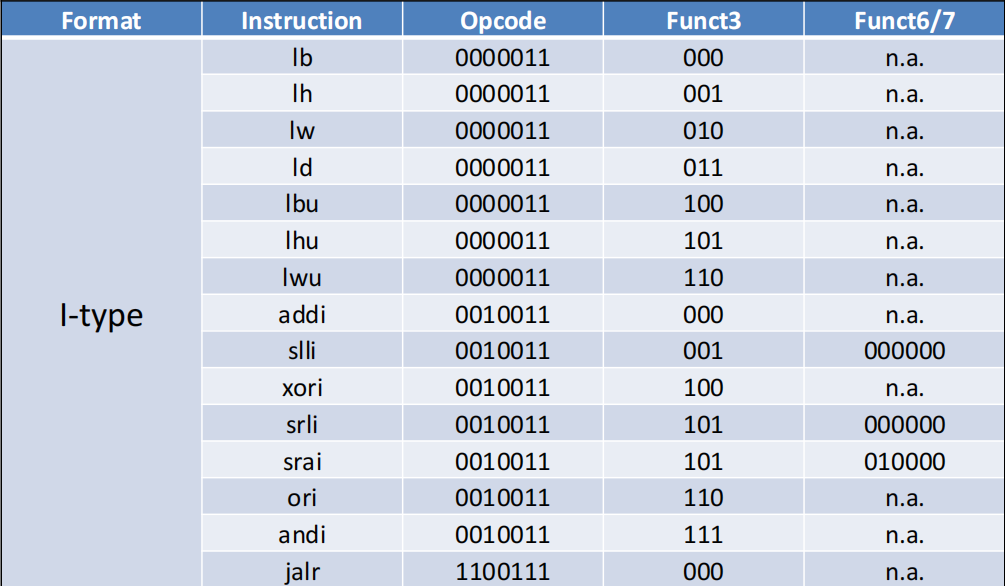 Format Instruction Opcode Funct3 Funct6/7
lb 0000011 000 n.a.
lh 0000011 001 n.a.
lw 0000011 010 n.a.
ld 0000011 011 n.a.
lbu 0000011 100 n.a.
lhu 0000011 101 n.a.
lwu 0000011 110 n.a.
I-type addi 0010011 000 n.a.
slli 0010011 001 000000
xori 0010011 100 n.a.
srli 0010011 101 000000
srai 0010011 101 010000
ori 0010011 110 n.a.
andi 0010011 111 n.a.
jalr 1100111 000 n.a.